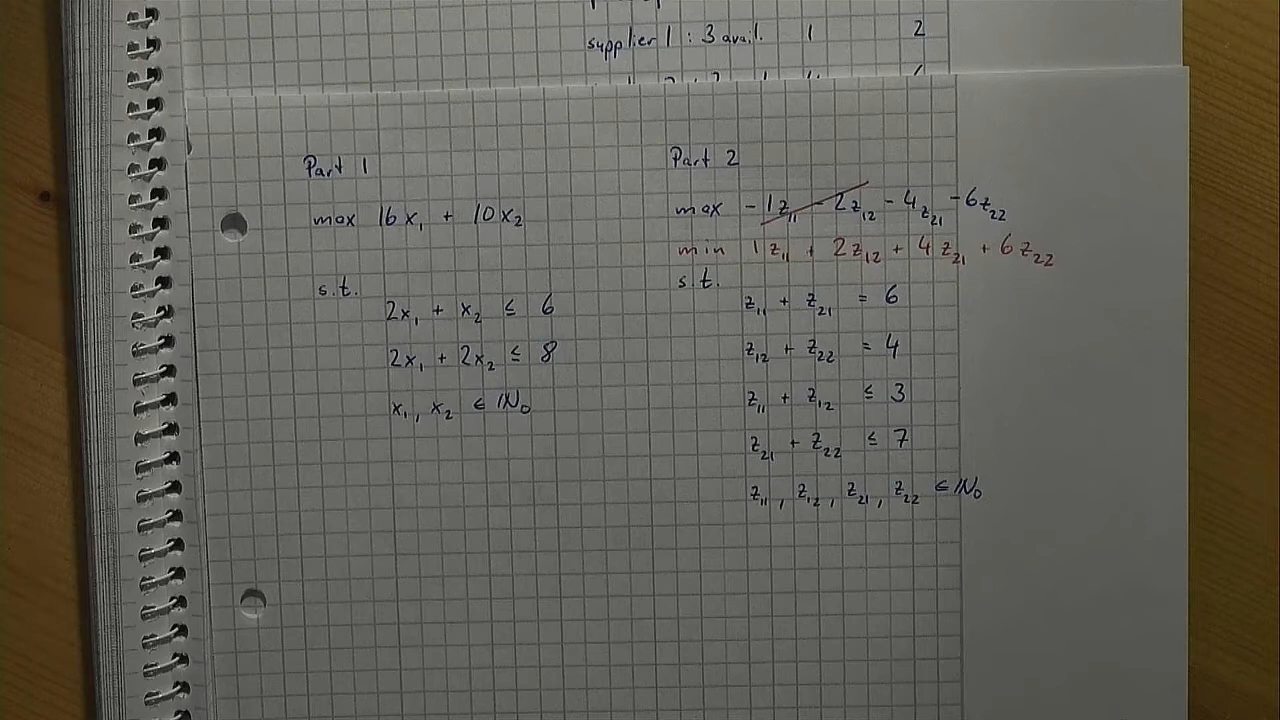 supplier 1 : 3 avail. 1 2
Part 1
max 16x₁ + 10x₂
s.t.
2x₁ + x₂ ≤ 6
2x₁ + 2x₂ ≤ 8
x₁, x₂ ∈ ℕ₀
Part 2
max -1z₁₁ - 2z₁₂ - 4z₂₁ - 6z₂₂
min 1z₁₁ + 2z₁₂ + 4z₂₁ + 6z₂₂
s.t.
z₁₁ + z₂₁ = 6
z₁₂ + z₂₂ = 4
z₁₁ + z₁₂ ≤ 3
z₂₁ + z₂₂ ≤ 7
z₁₁, z₁₂, z₂₁, z₂₂ ∈ ℕ₀